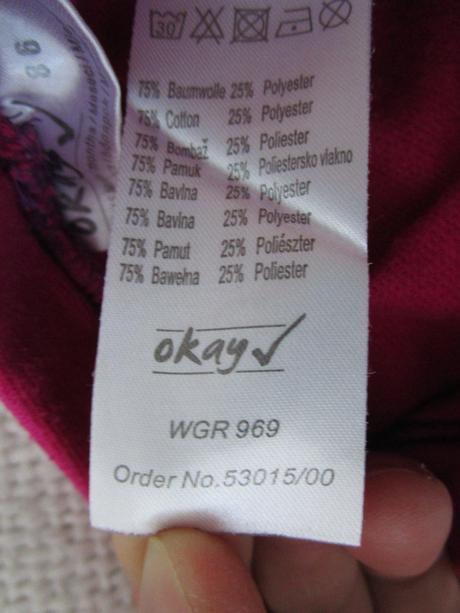 30
75% Baumwolle 25% Polyester
75% Cotton 25% Polyester
75% Bombaž 25% Poliester
75% Pamuk 25% Poliestersko vlakno
75% Bavlna 25% Polyester
75% Bavlna 25% Polyester
75% Pamut 25% Poliészter
75% Bawełna 25% Poliester
okay
WGR 969
Order No.53015/00
98
okay